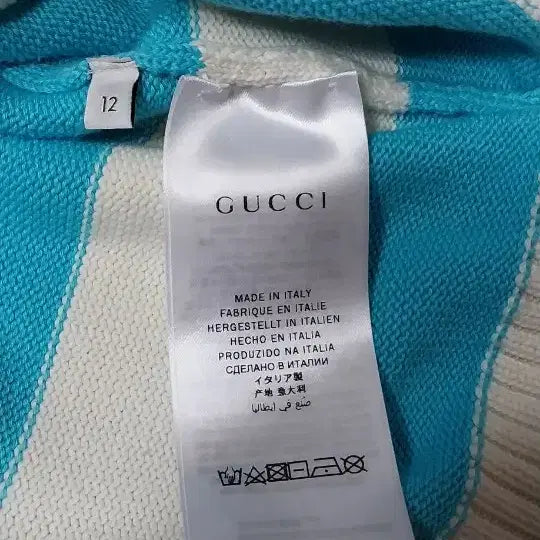 12
GUCCI
MADE IN ITALY
FABRIQUE EN ITALIE
HERGESTELLT IN ITALIEN
HECHO EN ITALIA
PRODUZIDO NA ITALIA
СДЕЛАНО В ИТАЛИИ
イタリア製
产地 意大利
صنع في ايطاليا